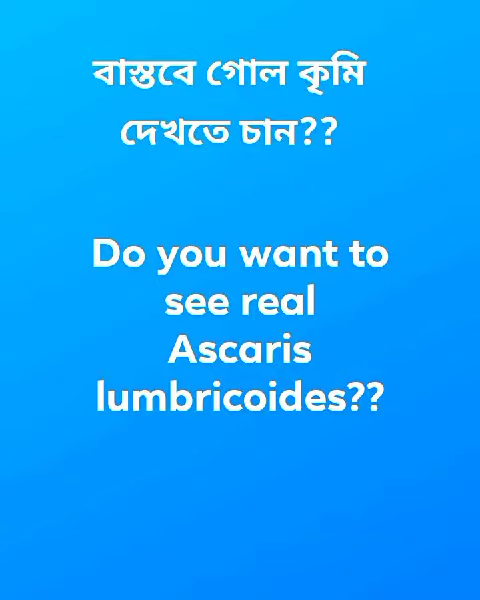 বাস্তবে গোল কৃমি
দেখতে চান??
Do you want to
see real
Ascaris
lumbricoides??